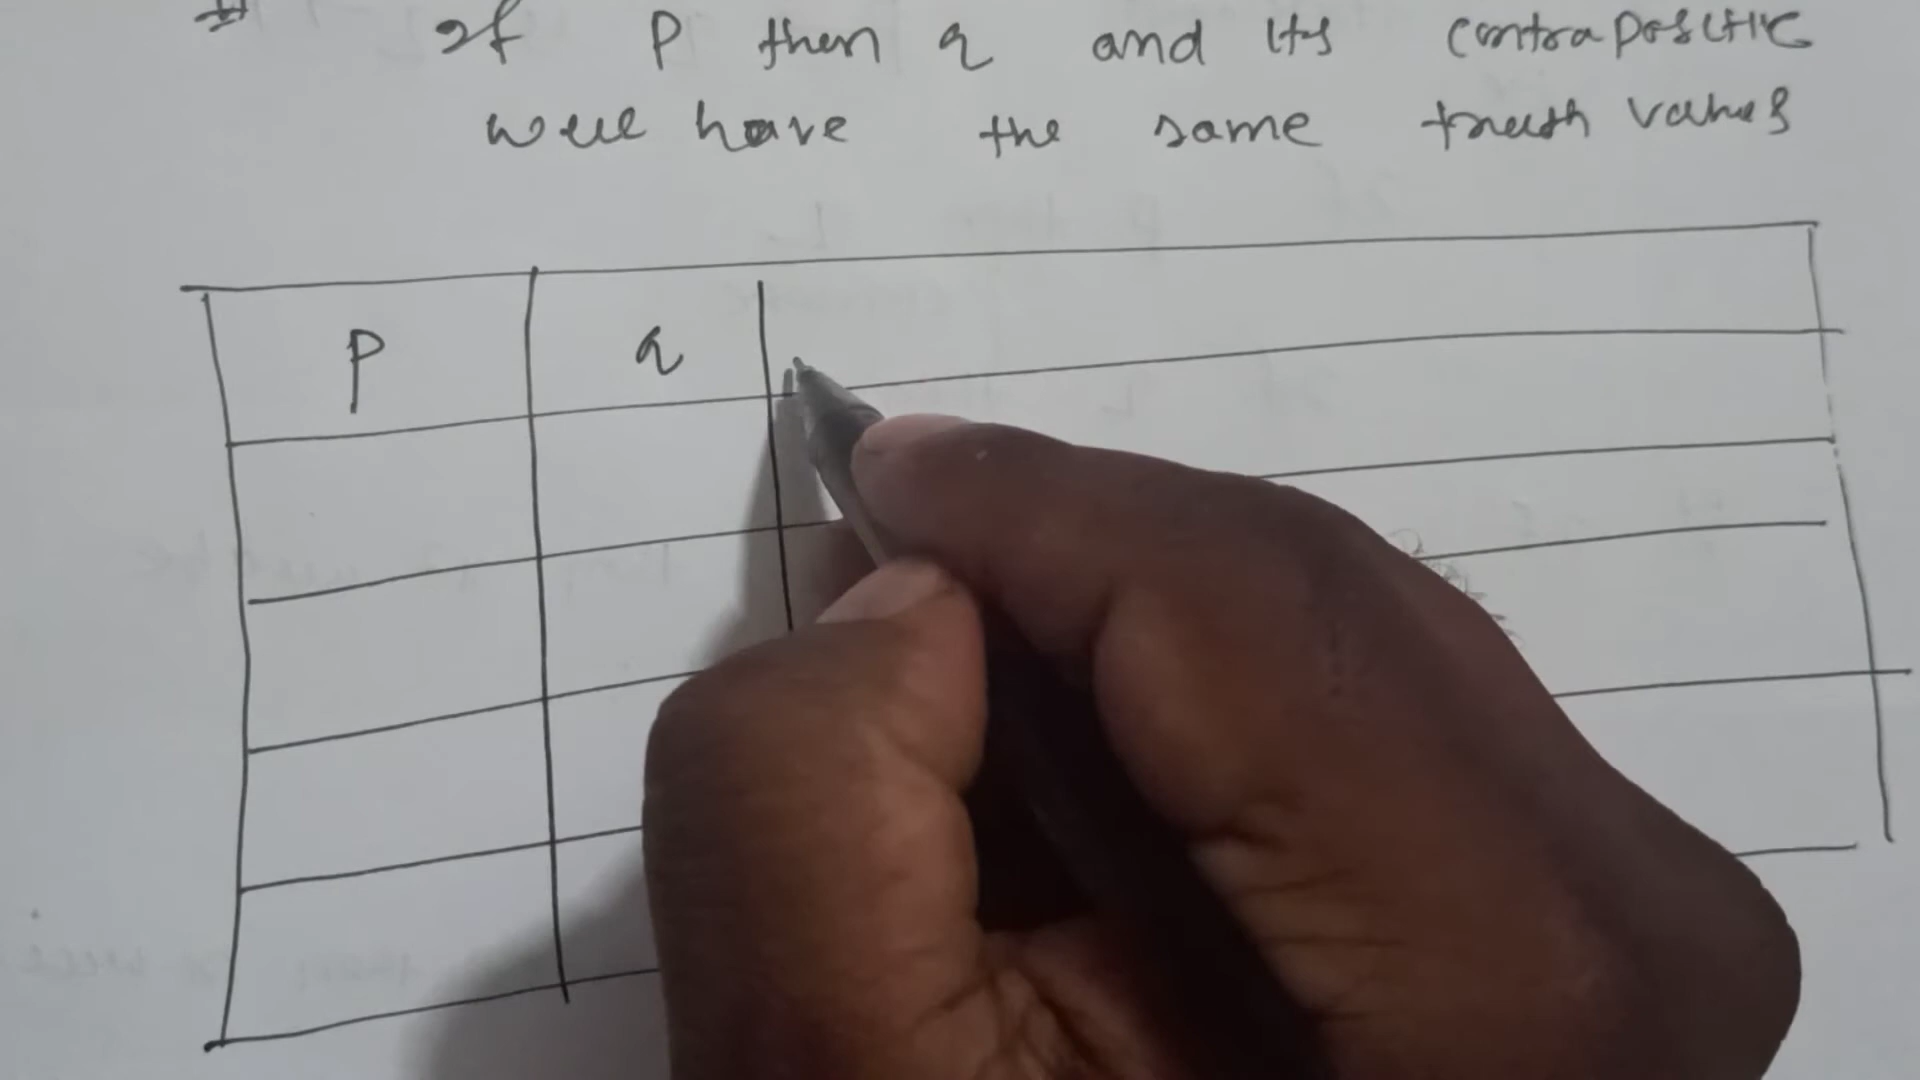 # If P then q and its contrapositive
will have the same truth values
P q